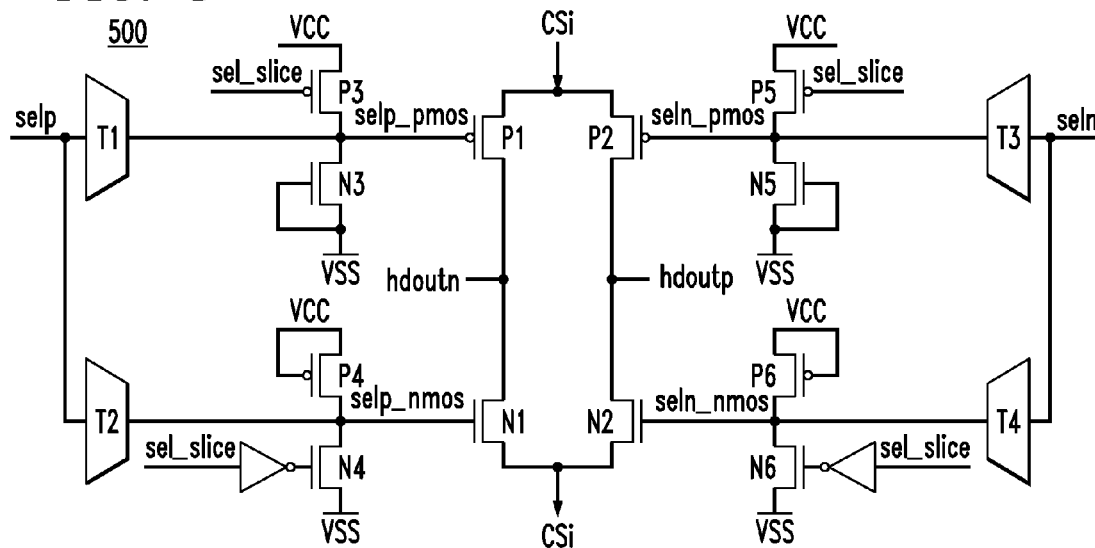 500
VCC
CSi
VCC
sel_slice
P3
P5
sel_slice
selp
T1
selp_pmos
P1
P2
seln_pmos
T3
seln
N3
N5
VSS
VSS
hdoutn
hdoutp
VCC
VCC
P4
P6
T2
selp_nmos
N1
N2
seln_nmos
T4
sel_slice
N4
N6
sel_slice
VSS
CSi
VSS